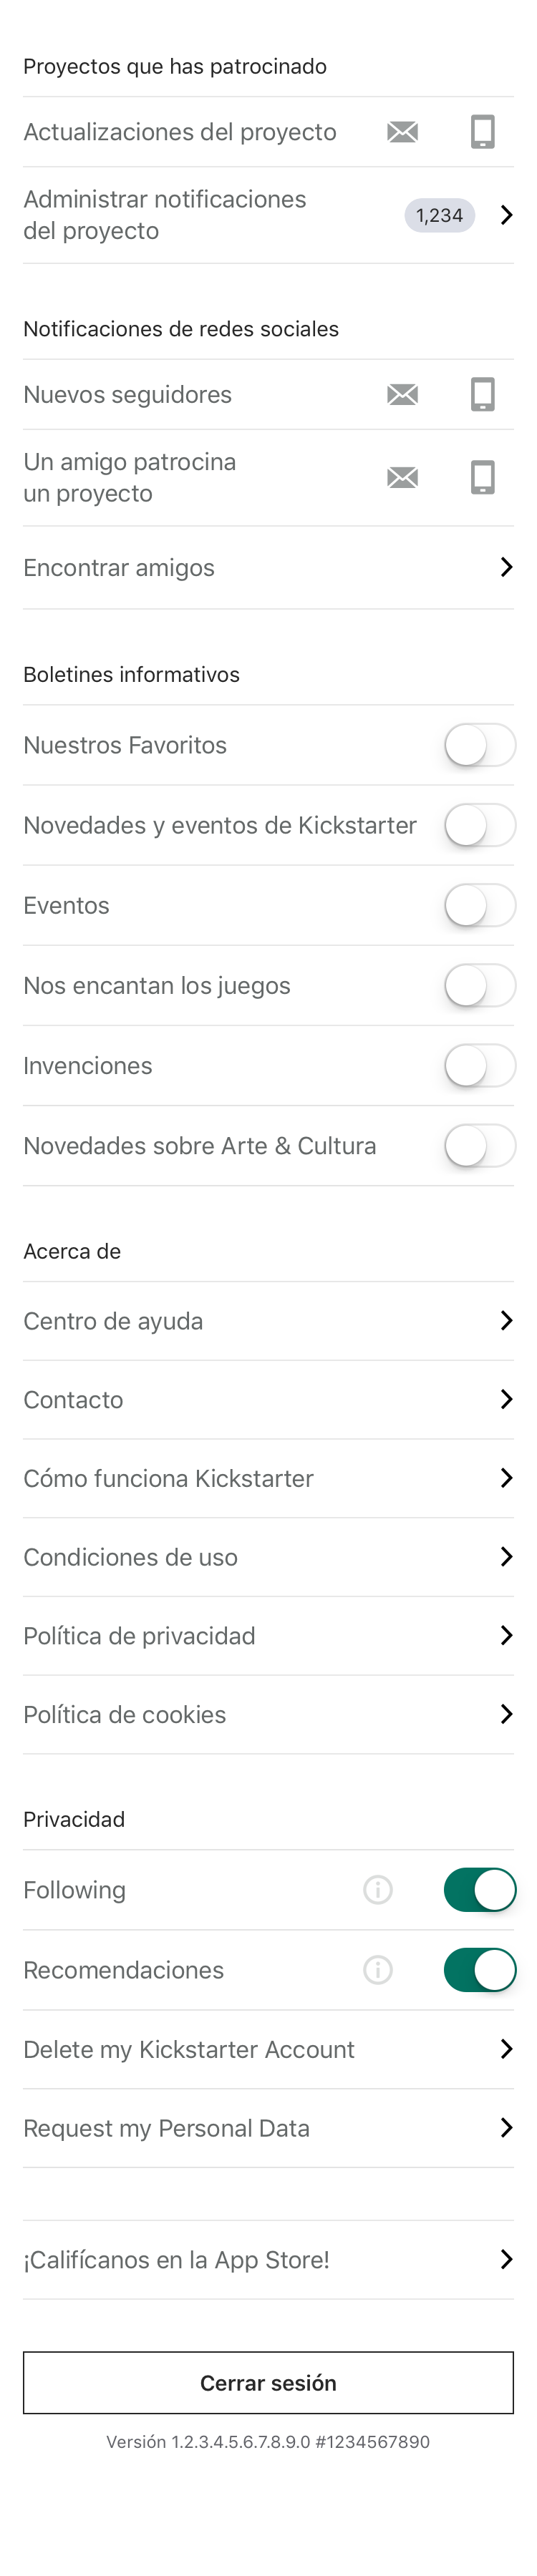 Proyectos que has patrocinado
Actualizaciones del proyecto
Administrar notificaciones
del proyecto
1,234
Notificaciones de redes sociales
Nuevos seguidores
Un amigo patrocina
un proyecto
Encontrar amigos
Boletines informativos
Nuestros Favoritos
Novedades y eventos de Kickstarter
Eventos
Nos encantan los juegos
Invenciones
Novedades sobre Arte & Cultura
Acerca de
Centro de ayuda
Contacto
Cómo funciona Kickstarter
Condiciones de uso
Política de privacidad
Política de cookies
Privacidad
Following
Recomendaciones
Delete my Kickstarter Account
Request my Personal Data
¡Califícanos en la App Store!
Cerrar sesión
Versión 1.2.3.4.5.6.7.8.9.0 #1234567890